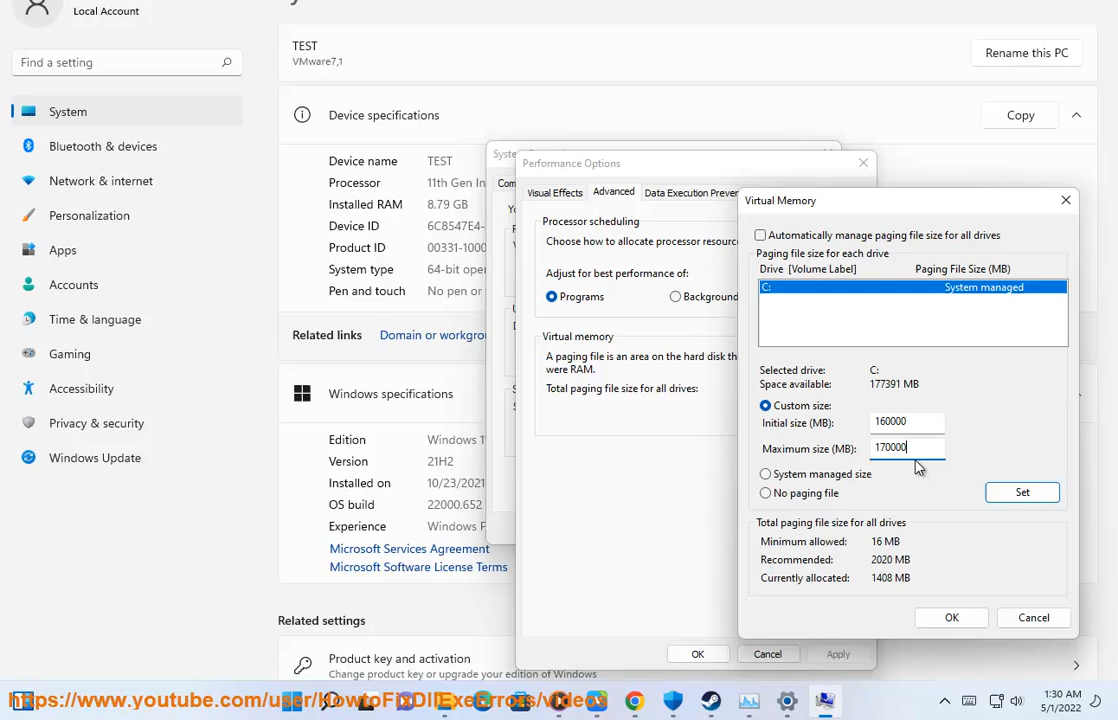 Local Account
Find a setting
System
Bluetooth & devices
Network & internet
Personalization
Apps
Accounts
Time & language
Gaming
Accessibility
Privacy & security
Windows Update
TEST
VMware7,1
Rename this PC
Device specifications
Copy
Device name TEST
Processor 11th Gen In
Installed RAM 8.79 GB
Device ID 6C8547E4-
Product ID 00331-1000
System type 64-bit oper
Pen and touch No pen or
Related links Domain or workgro
Windows specifications
Edition Windows 1
Version 21H2
Installed on 10/23/2021
OS build 22000.652
Experience Windows F
Microsoft Services Agreement
Microsoft Software License Terms
Related settings
Product key and activation
Change product key or upgrade your edition of Windows
Performance Options
Visual Effects Advanced Data Execution Preven
Processor scheduling
Choose how to allocate processor resourc
Adjust for best performance of:
Programs Background
Virtual memory
A paging file is an area on the hard disk th
were RAM.
Total paging file size for all drives:
OK Cancel Apply
Virtual Memory
Automatically manage paging file size for all drives
Paging file size for each drive
Drive [Volume Label] Paging File Size (MB)
C: System managed
Selected drive: C:
Space available: 177391 MB
Custom size:
Initial size (MB): 160000
Maximum size (MB): 170000
System managed size
No paging file
Set
Total paging file size for all drives
Minimum allowed: 16 MB
Recommended: 2020 MB
Currently allocated: 1408 MB
OK Cancel
https://www.youtube.com/user/howtoFixDllExeErrors/videos
1:30 AM
5/1/2022